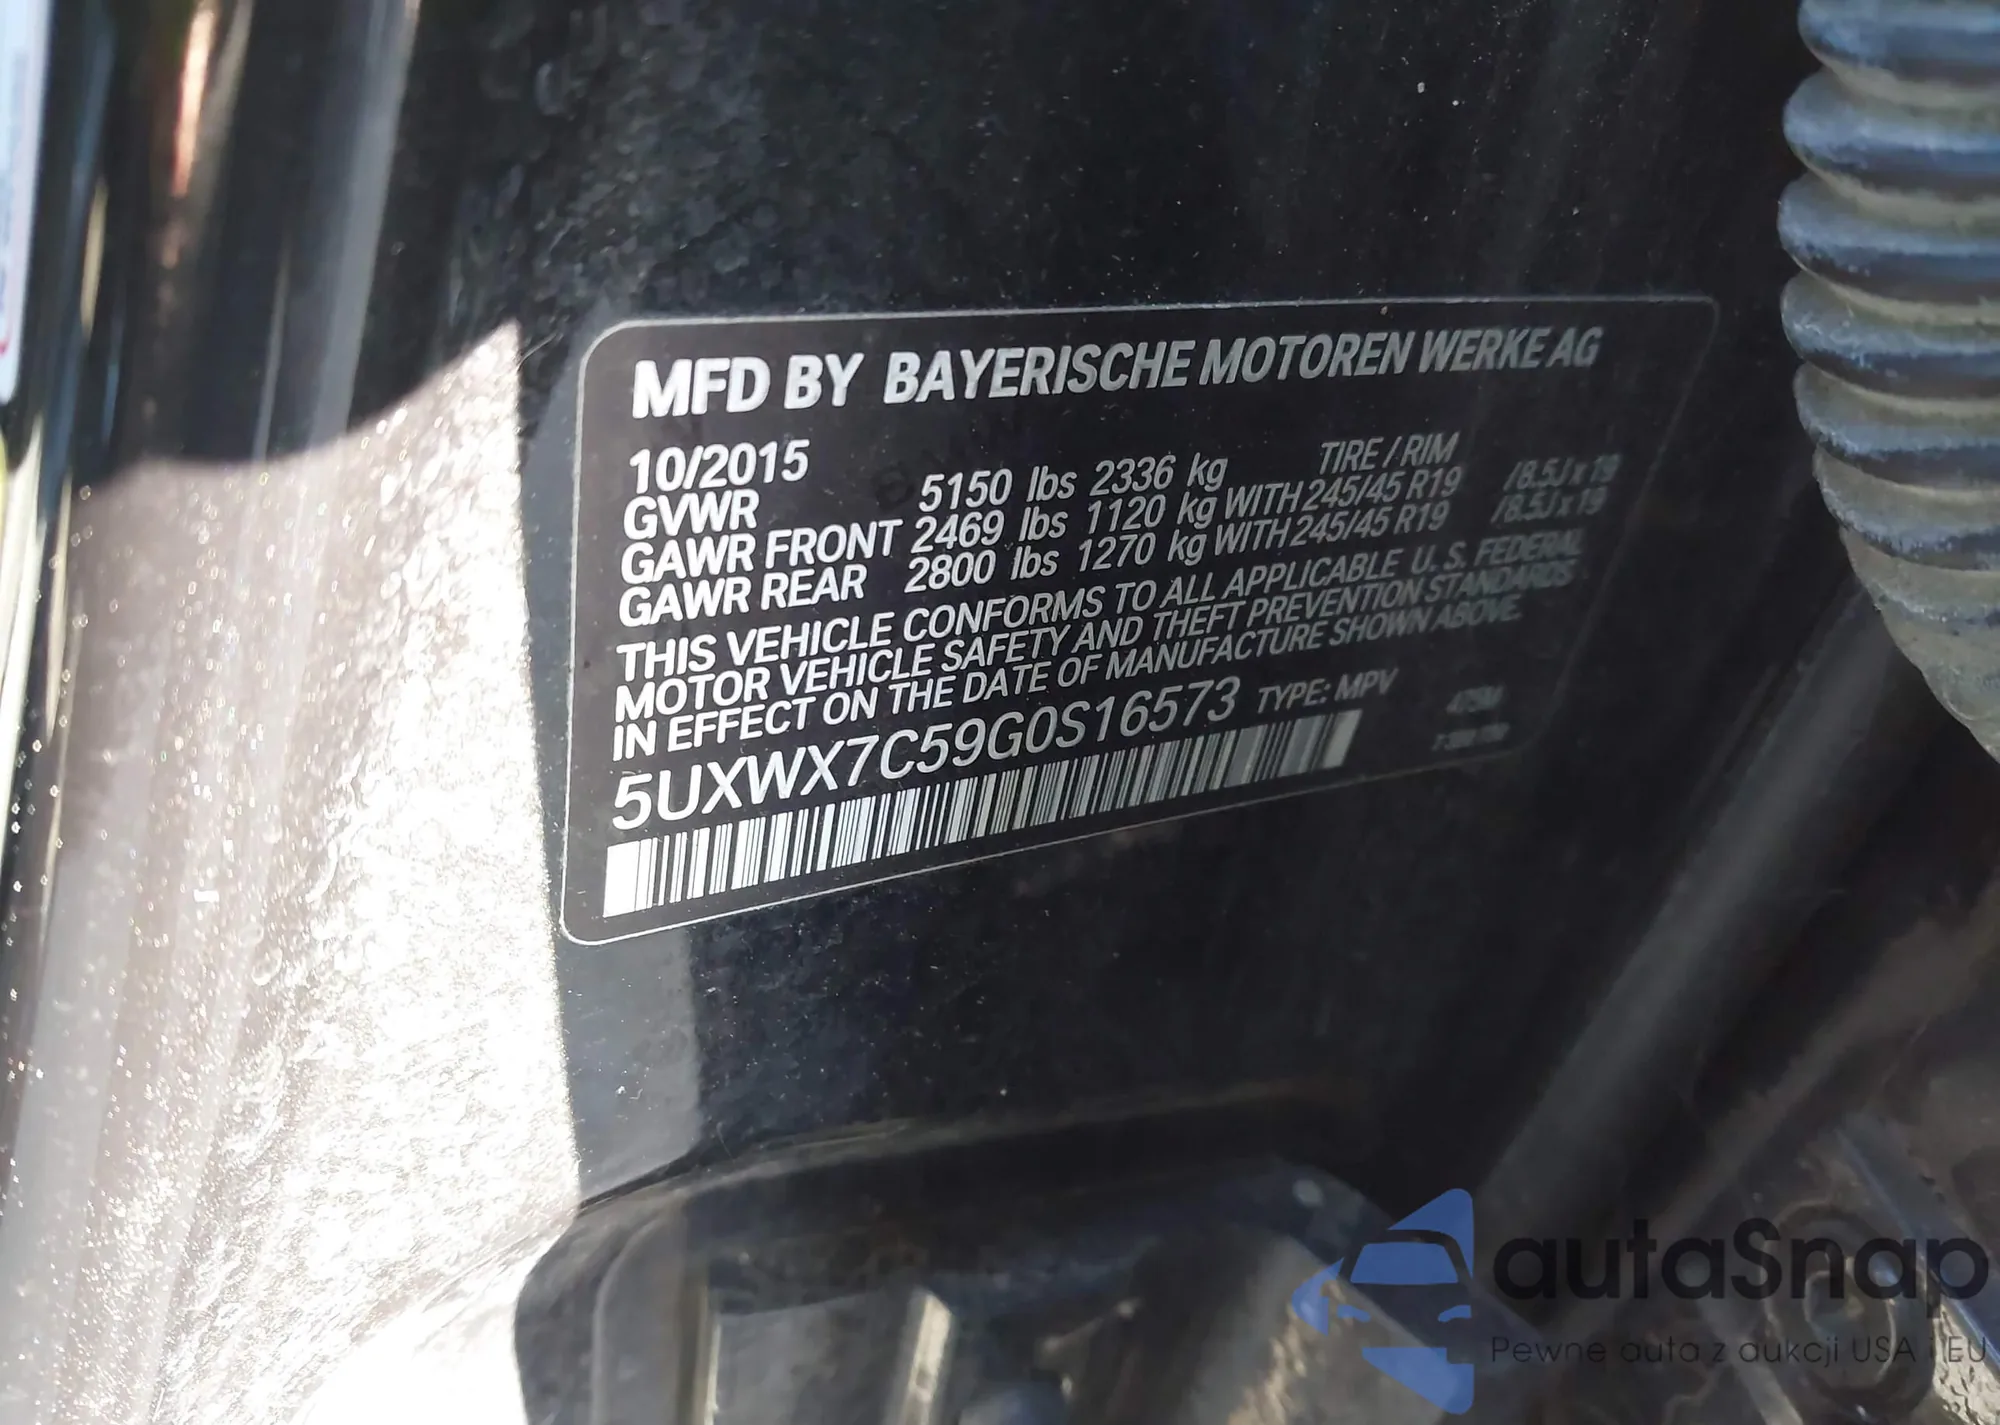 MFD BY BAYERISCHE MOTOREN WERKE AG
10/2015 TIRE / RIM
GVWR 5150 lbs 2336 kg
GAWR FRONT 2469 lbs 1120 kg WITH 245/45 R19 /8.5J x 19
GAWR REAR 2800 lbs 1270 kg WITH 245/45 R19 /8.5J x 19
THIS VEHICLE CONFORMS TO ALL APPLICABLE U. S. FEDERAL
MOTOR VEHICLE SAFETY AND THEFT PREVENTION STANDARDS
IN EFFECT ON THE DATE OF MANUFACTURE SHOWN ABOVE.
5UXWX7C59G0S16573 TYPE: MPV
autaSnap
Pewne auta z aukcji USA i EU